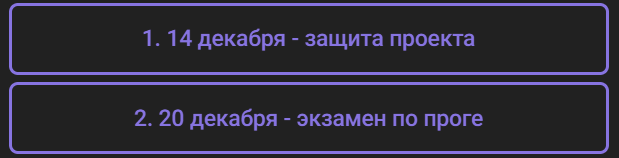 1. 14 декабря - защита проекта
2. 20 декабря - экзамен по проге